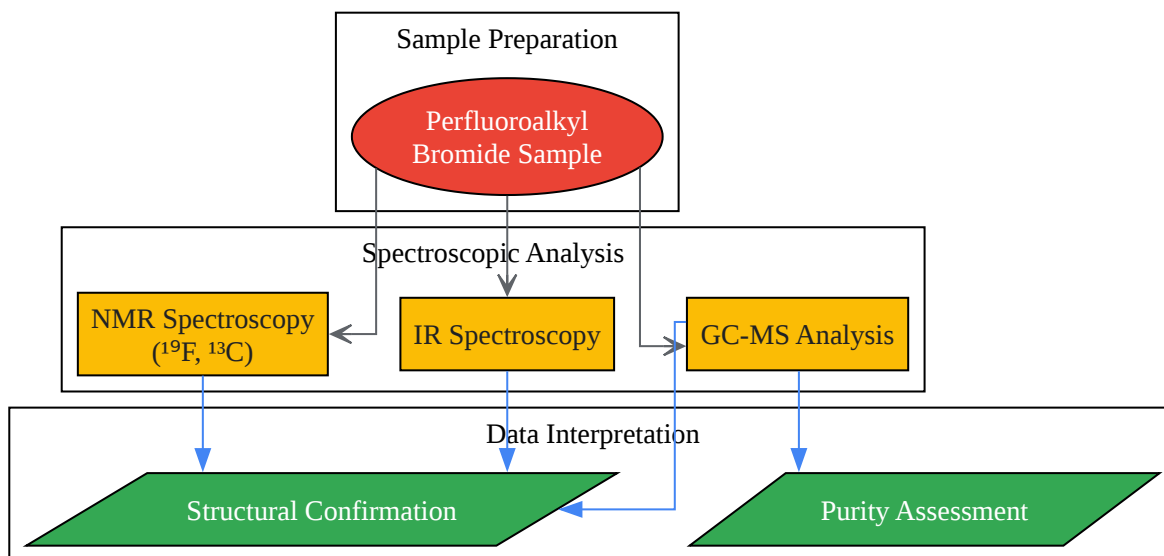 Sample Preparation
Perfluoroalkyl
Bromide Sample
Spectroscopic Analysis
NMR Spectroscopy
(¹⁹F, ¹³C)
IR Spectroscopy
GC-MS Analysis
Data Interpretation
Structural Confirmation
Purity Assessment